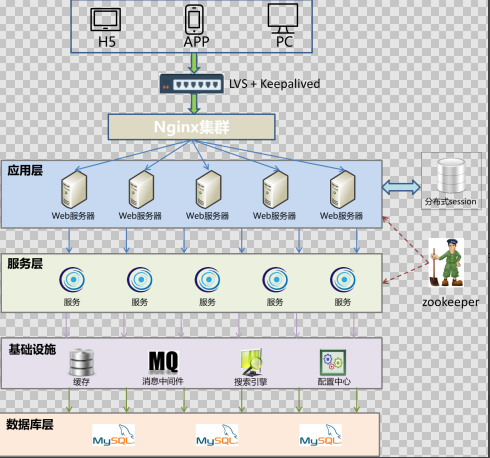 H5 APP PC
LVS + Keepalived
Nginx集群
应用层
Web服务器 Web服务器 Web服务器 Web服务器 Web服务器
分布式session
服务层
服务 服务 服务 服务 服务
zookeeper
基础设施
MQ
缓存 消息中间件 搜索引擎 配置中心
数据库层
MySQL MySQL MySQL